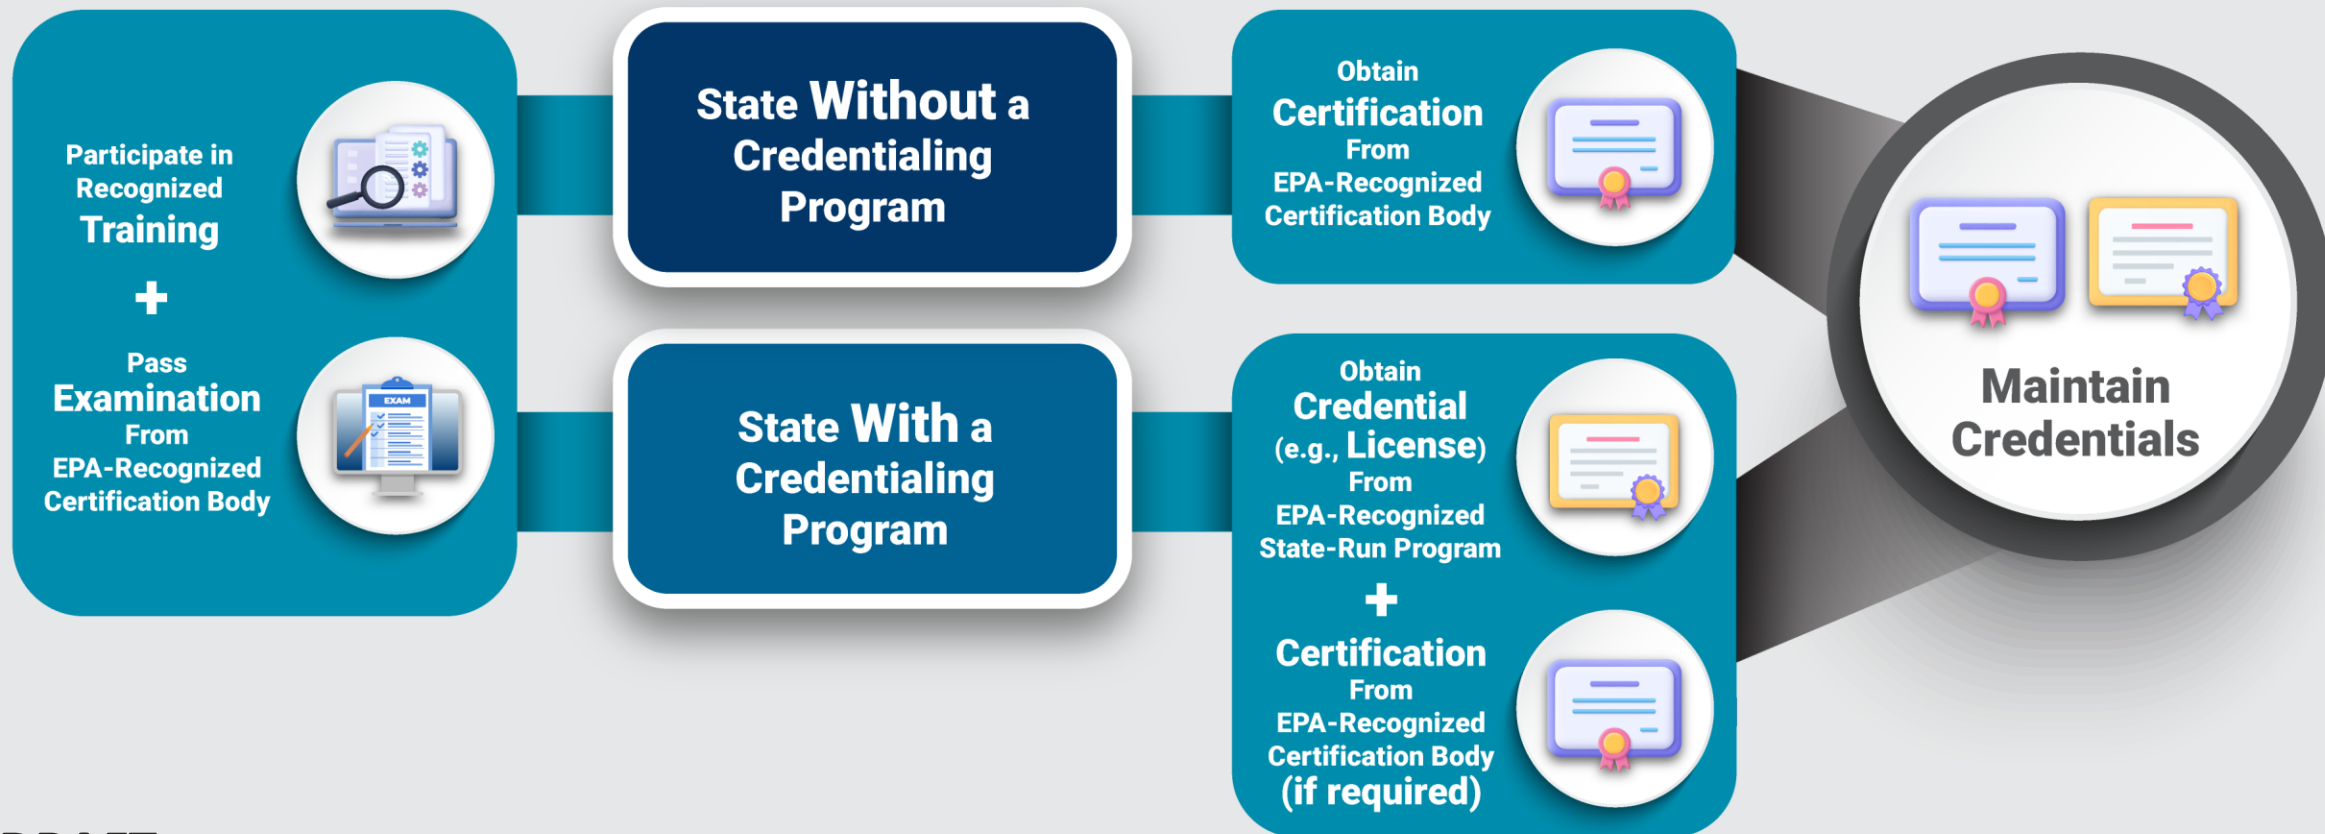 Participate in
Recognized
Training
+
Pass
Examination
From
EPA-Recognized
Certification Body
EXAM
State Without a
Credentialing
Program
State With a
Credentialing
Program
Obtain
Certification
From
EPA-Recognized
Certification Body
Obtain
Credential
(e.g., License)
From
EPA-Recognized
State-Run Program
+
Certification
From
EPA-Recognized
Certification Body
(if required)
Maintain
Credentials